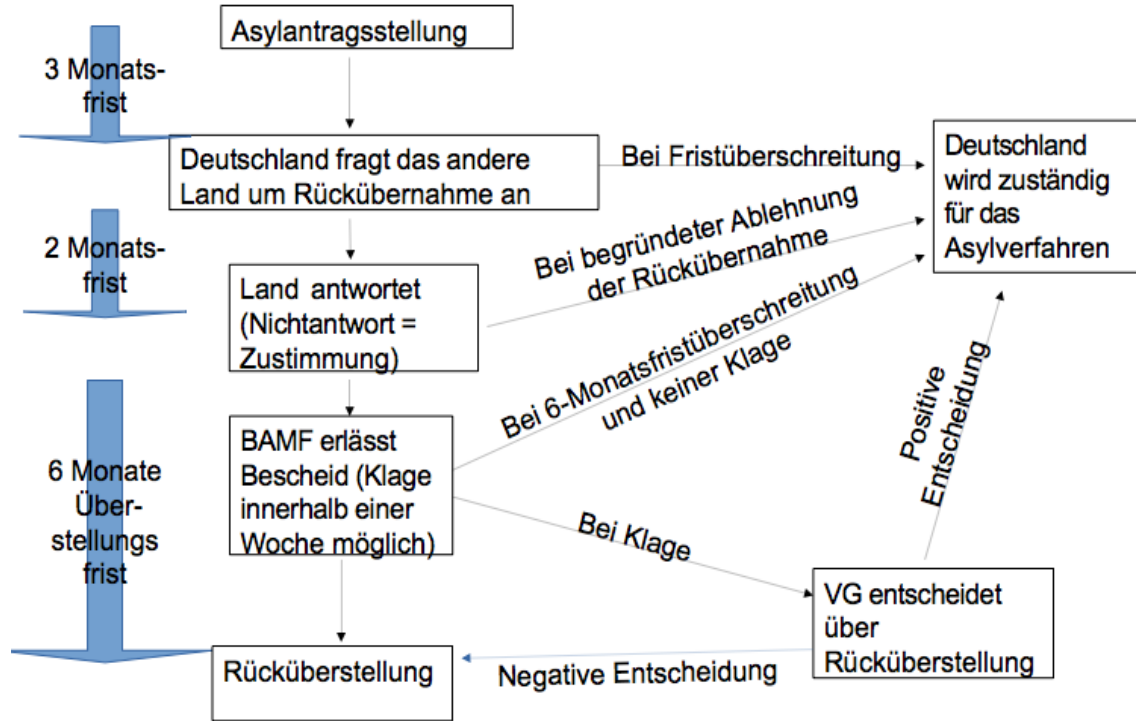 Asylantragsstellung
3 Monats-
frist
Deutschland fragt das andere
Land um Rückübernahme an
Bei Fristüberschreitung
Deutschland
wird zuständig
für das
Asylverfahren
2 Monats-
frist
Land antwortet
(Nichtantwort =
Zustimmung)
Bei begründeter Ablehnung
der Rückübernahme
Bei 6-Monatsfristüberschreitung
und keiner Klage
6 Monate
Über-
stellungs
frist
BAMF erlässt
Bescheid (Klage
innerhalb einer
Woche möglich)
Bei Klage
Positive
Entscheidung
VG entscheidet
über
Rücküberstellung
Negative Entscheidung
Rücküberstellung